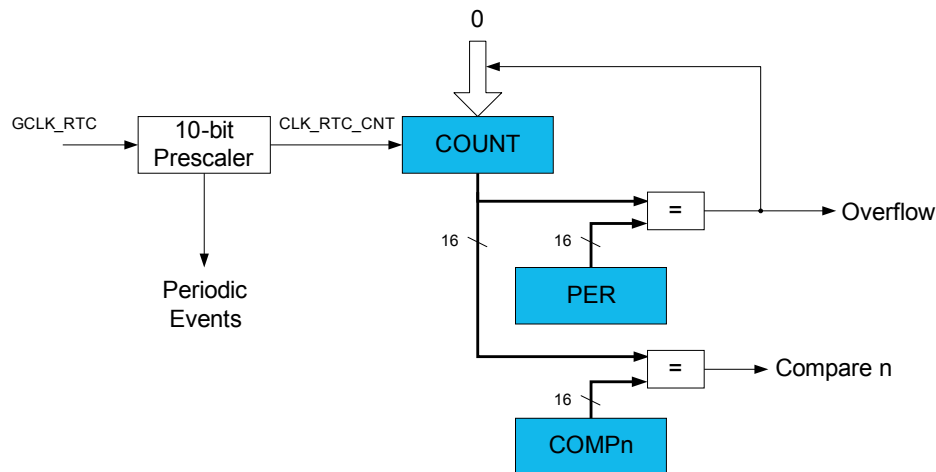 0
GCLK_RTC
10-bit
Prescaler
CLK_RTC_CNT
COUNT
=
Overflow
16
16
Periodic
Events
PER
=
Compare n
16
COMPn